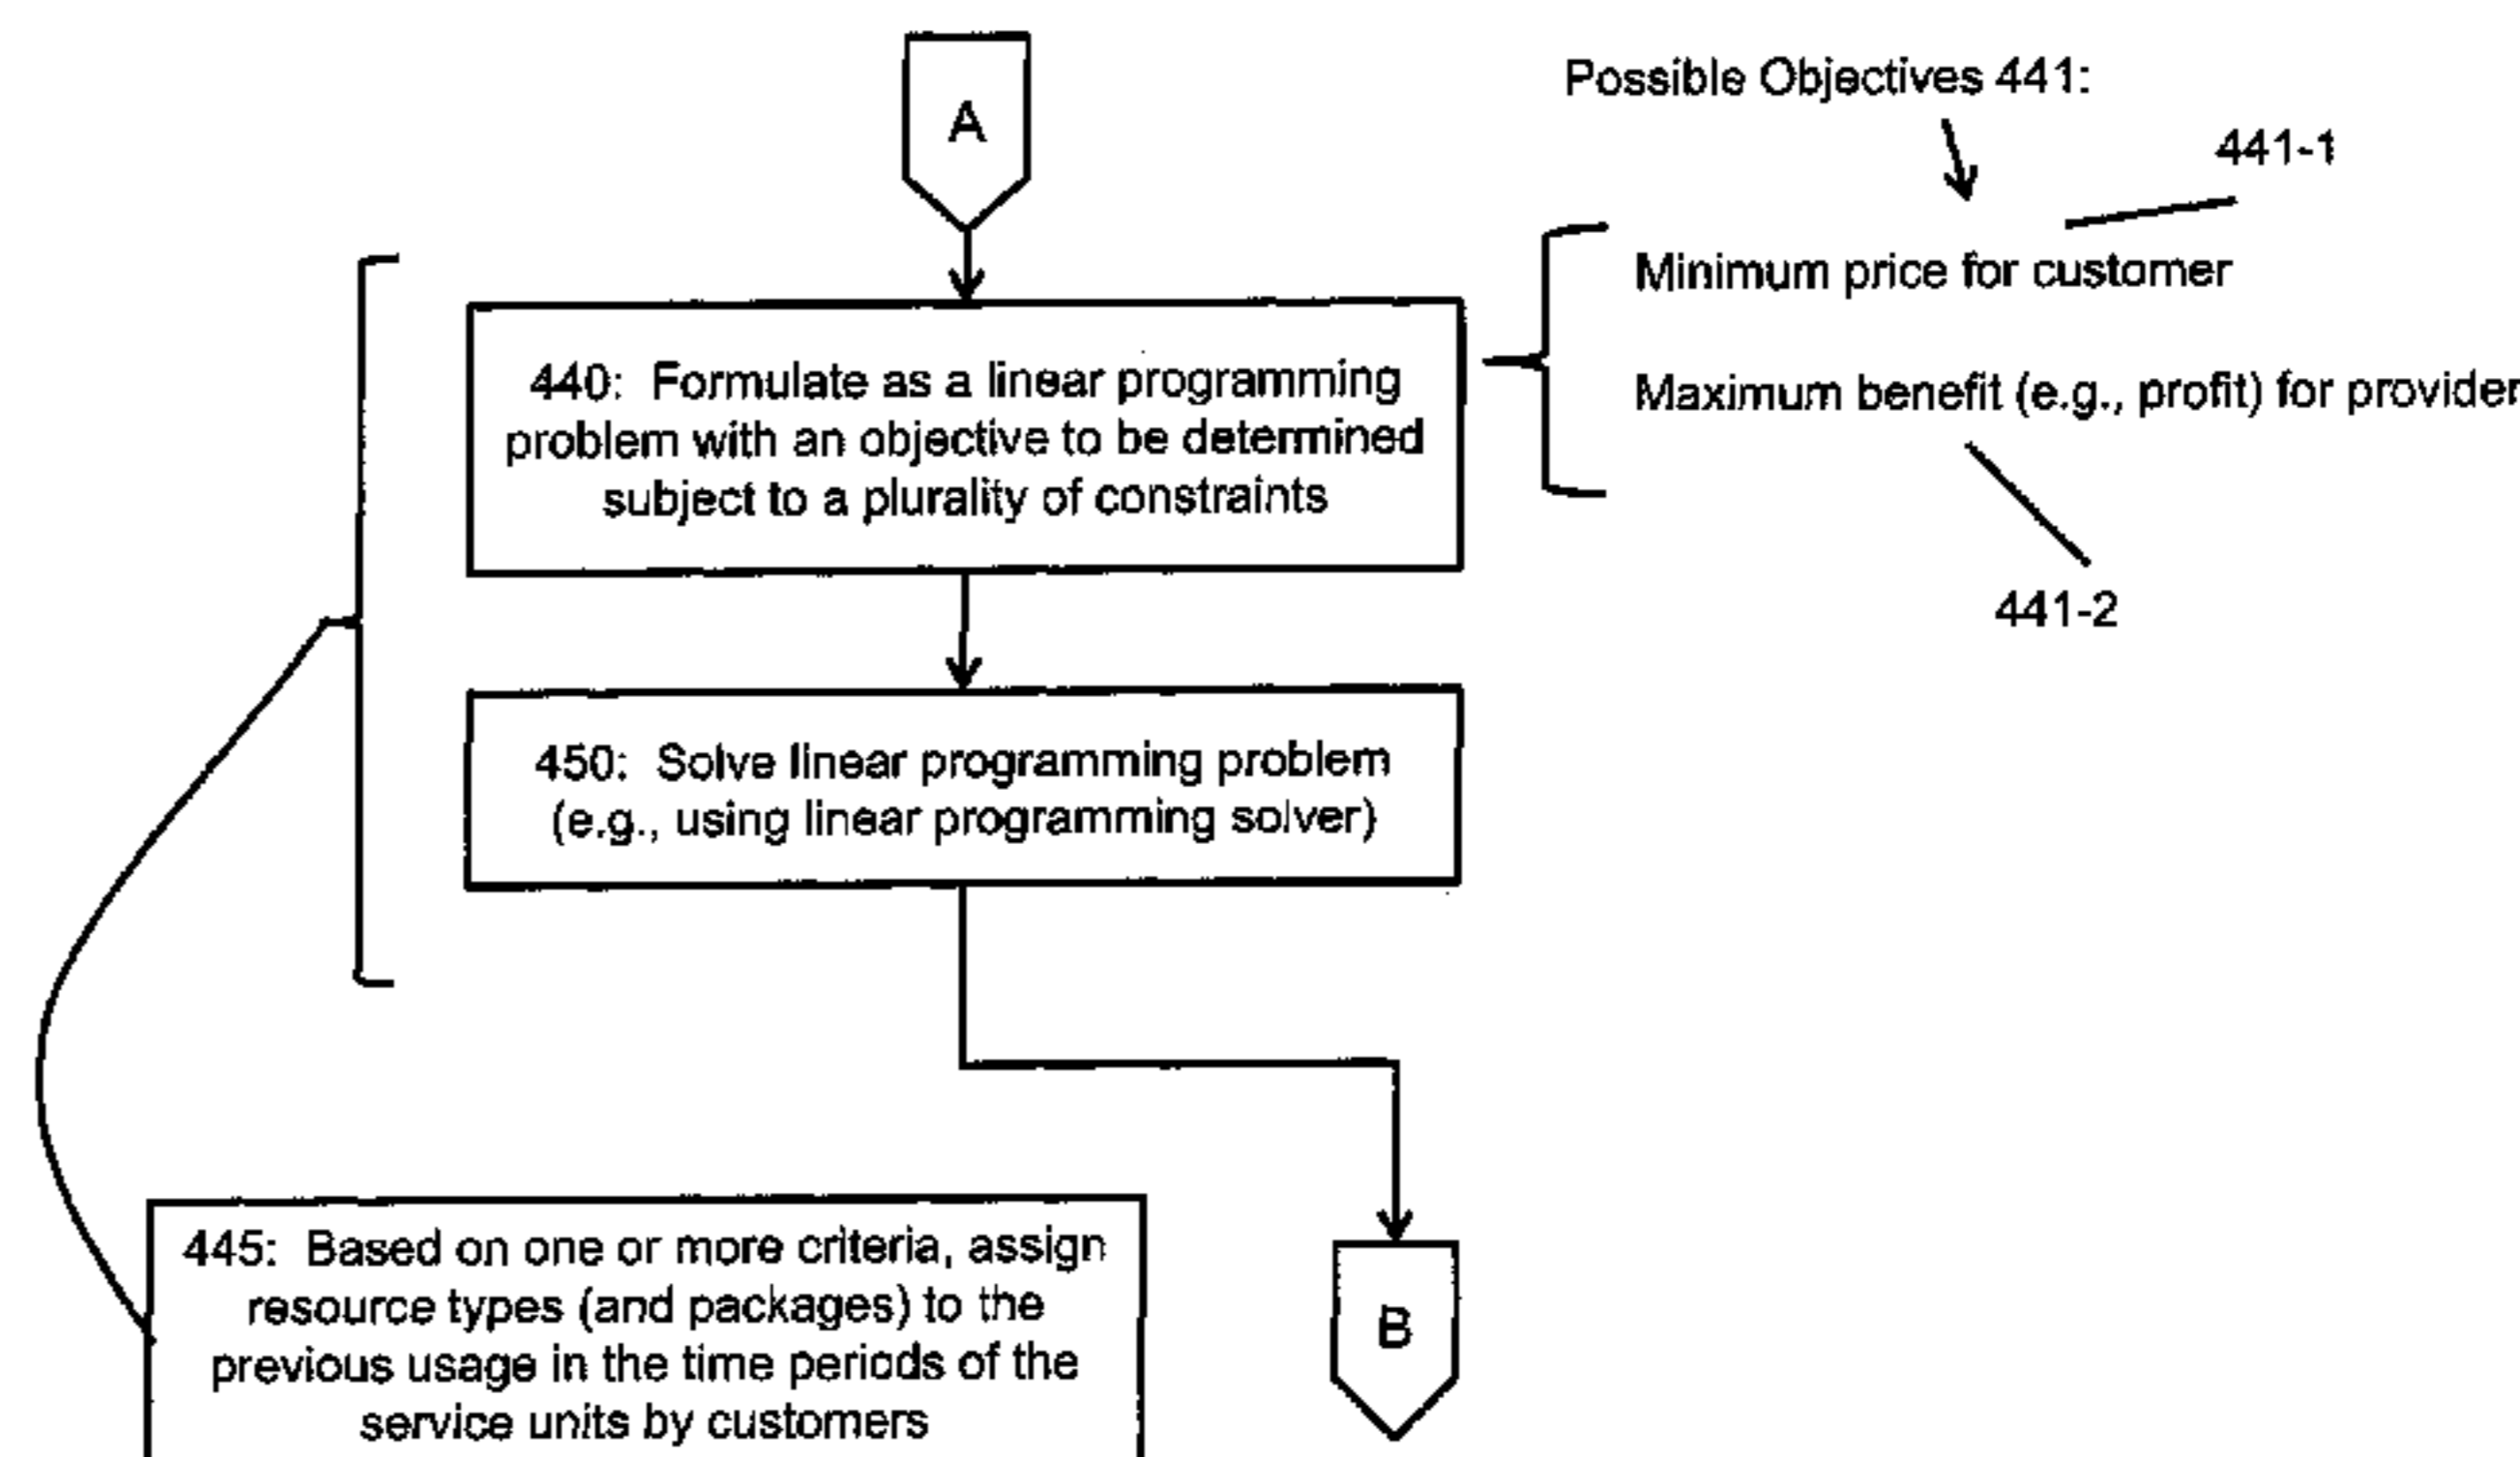 A
Possible Objectives 441:
441-1
Minimum price for customer
Maximum benefit (e.g., profit) for provider
441-2
440: Formulate as a linear programming
problem with an objective to be determined
subject to a plurality of constraints
450: Solve linear programming problem
(e.g., using linear programming solver)
445: Based on one or more criteria, assign
resource types (and packages) to the
previous usage in the time periods of the
service units by customers
B